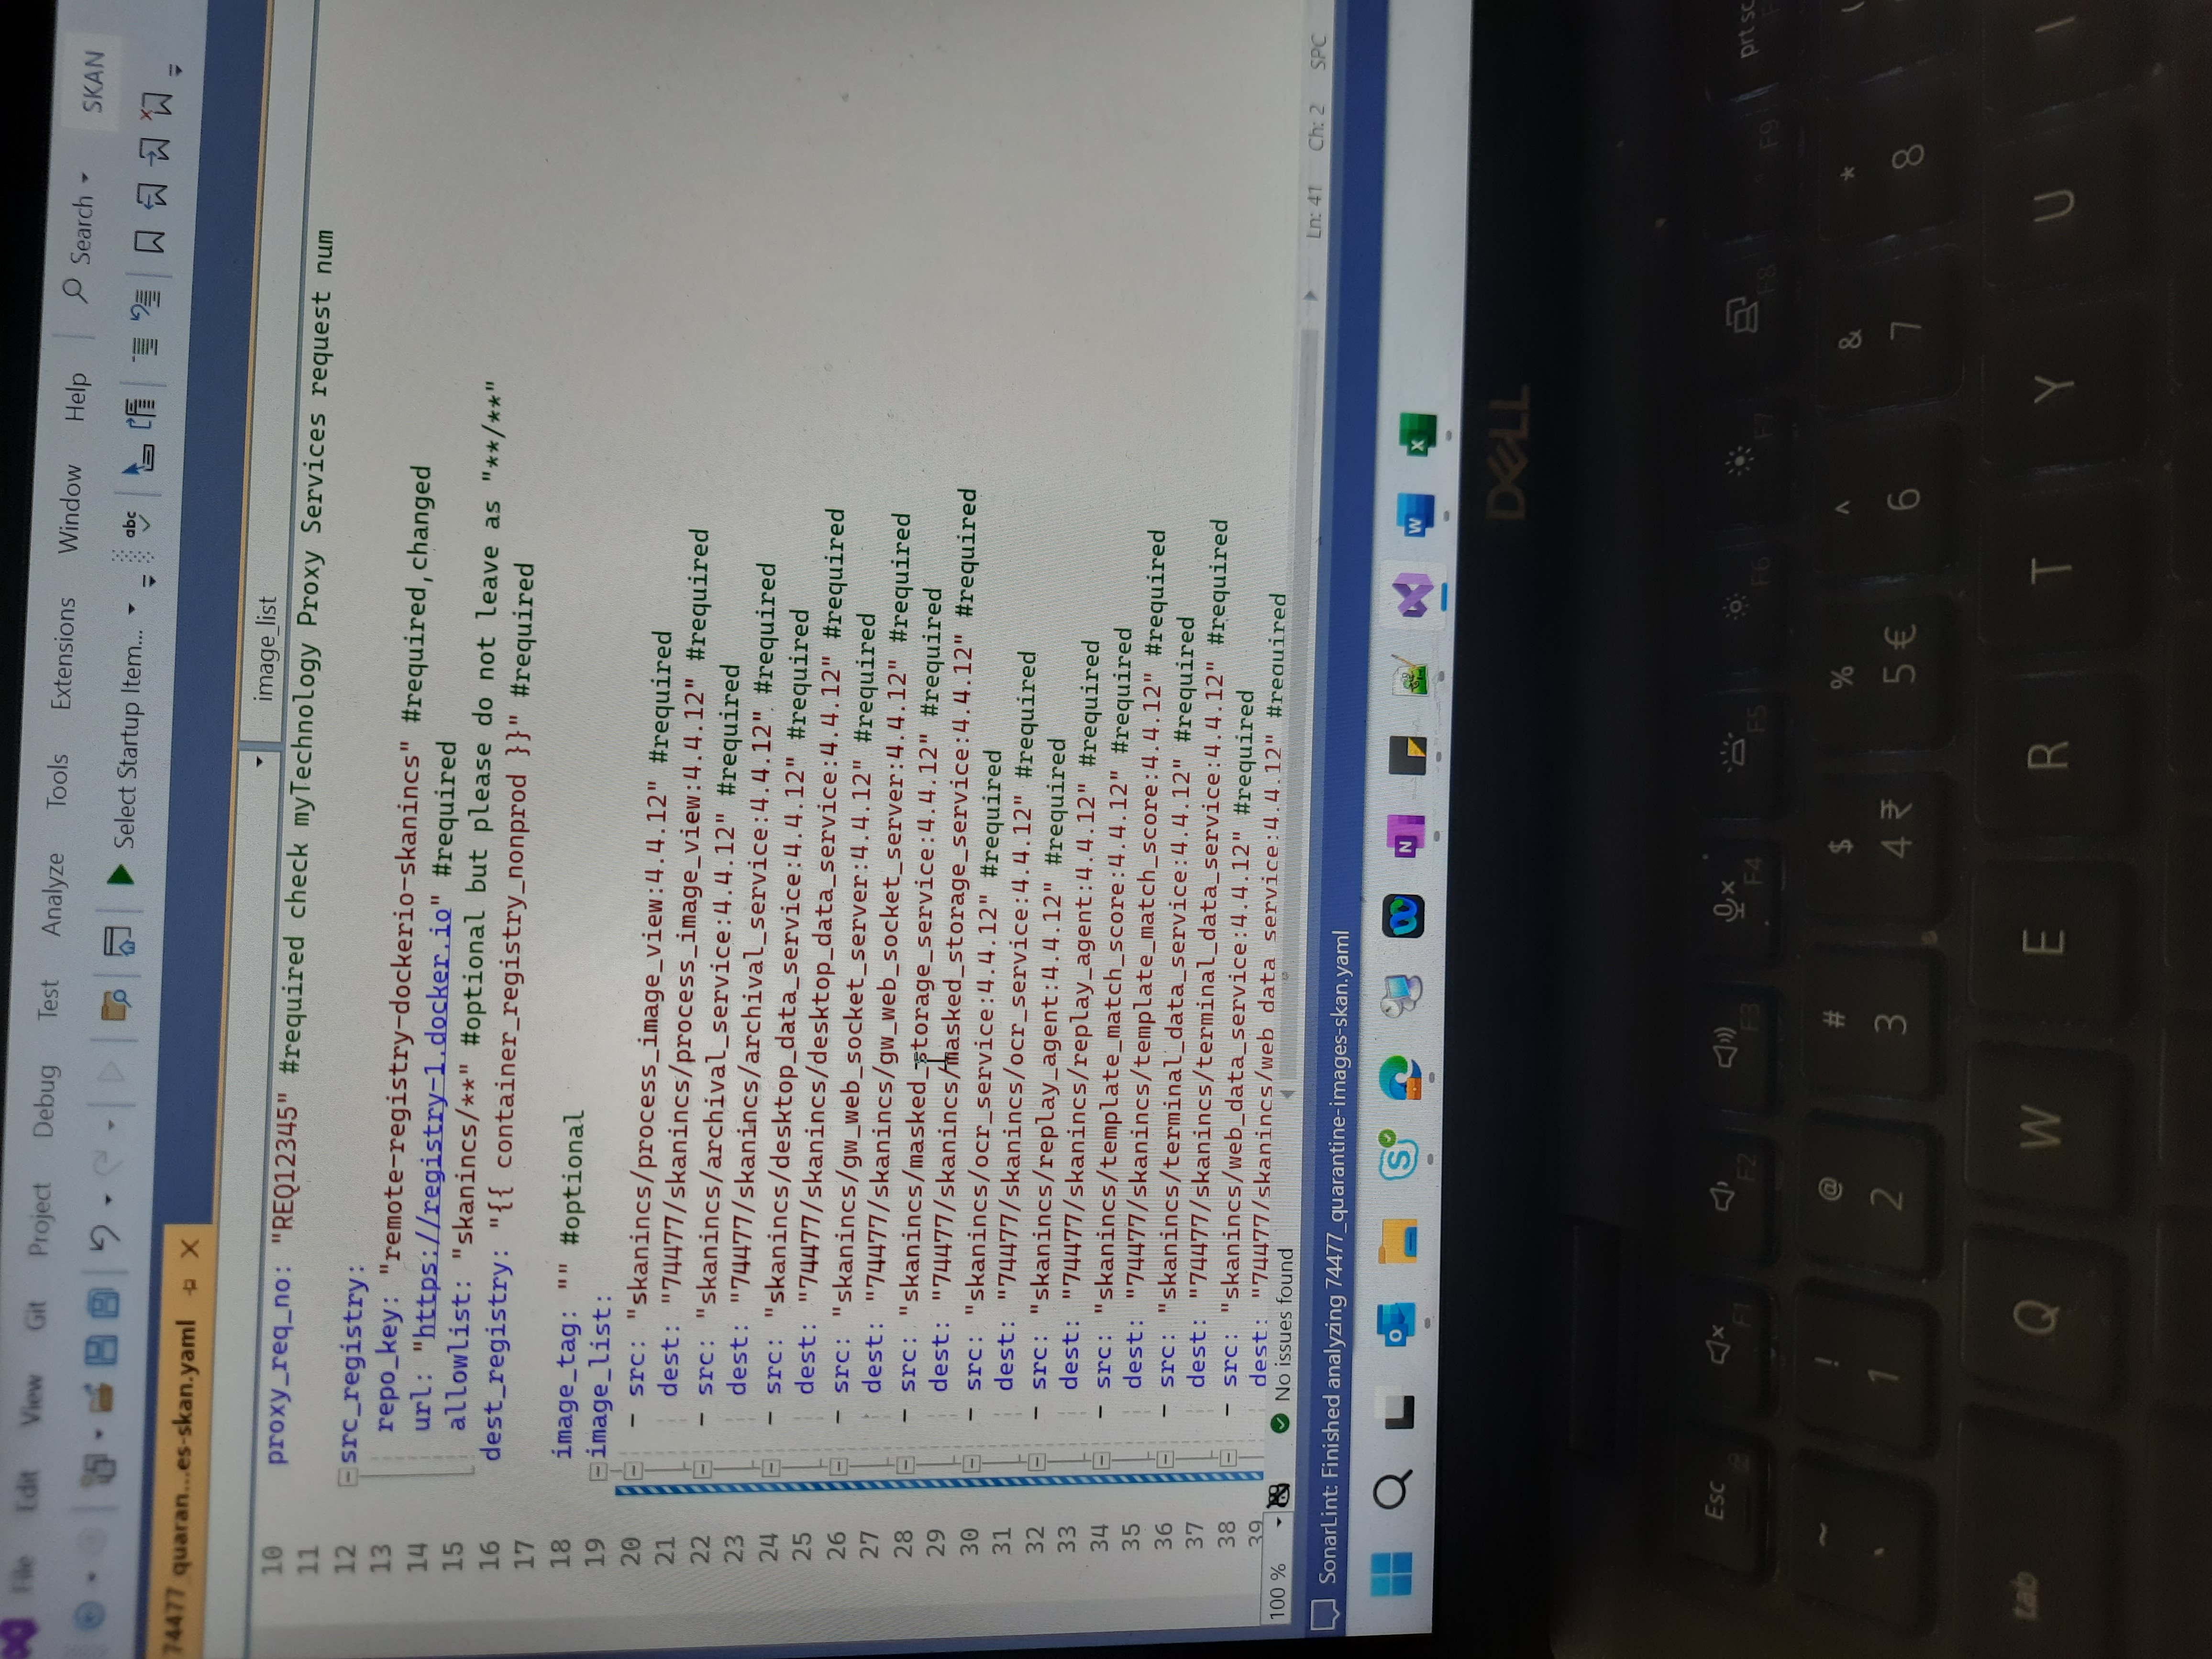 File Edit View Git Project Debug Test Analyze Tools Extensions Window Help Search SKAN
Select Startup Item... abc
74477_quaran...es-skan.yaml
image_list
10 proxy_req_no: "REQ12345" #required check myTechnology Proxy Services request num
11
12 src_registry:
13 repo_key: "remote-registry-dockerio-skanincs" #required,changed
14 url: "https://registry-1.docker.io" #required
15 allowlist: "skanincs/**" #optional but please do not leave as "**/**"
16 dest_registry: "{{ container_registry_nonprod }}" #required
17
18 image_tag: "" #optional
19 image_list:
20 - src: "skanincs/process_image_view:4.4.12" #required
21 dest: "74477/skanincs/process_image_view:4.4.12" #required
22 - src: "skanincs/archival_service:4.4.12" #required
23 dest: "74477/skanincs/archival_service:4.4.12" #required
24 - src: "skanincs/desktop_data_service:4.4.12" #required
25 dest: "74477/skanincs/desktop_data_service:4.4.12" #required
26 - src: "skanincs/gw_web_socket_server:4.4.12" #required
27 dest: "74477/skanincs/gw_web_socket_server:4.4.12" #required
28 - src: "skanincs/masked_storage_service:4.4.12" #required
29 dest: "74477/skanincs/masked_storage_service:4.4.12" #required
30 - src: "skanincs/ocr_service:4.4.12" #required
31 dest: "74477/skanincs/ocr_service:4.4.12" #required
32 - src: "skanincs/replay_agent:4.4.12" #required
33 dest: "74477/skanincs/replay_agent:4.4.12" #required
34 - src: "skanincs/template_match_score:4.4.12" #required
35 dest: "74477/skanincs/template_match_score:4.4.12" #required
36 - src: "skanincs/terminal_data_service:4.4.12" #required
37 dest: "74477/skanincs/terminal_data_service:4.4.12" #required
38 - src: "skanincs/web_data_service:4.4.12" #required
39 dest: "74477/skanincs/web_data_service:4.4.12" #required
100 % No issues found Ln: 41 Ch: 2 SPC
SonarLint: Finished analyzing 74477_quarantine-images-skan.yaml
DELL
Esc F1 F2 F3 F4 F5 F6 F7 F8 F9 prt sc
~ ! @ # $ % ^ & * (
` 1 2 3 4 ₹ 5 € 6 7 8
tab Q W E R T Y U I